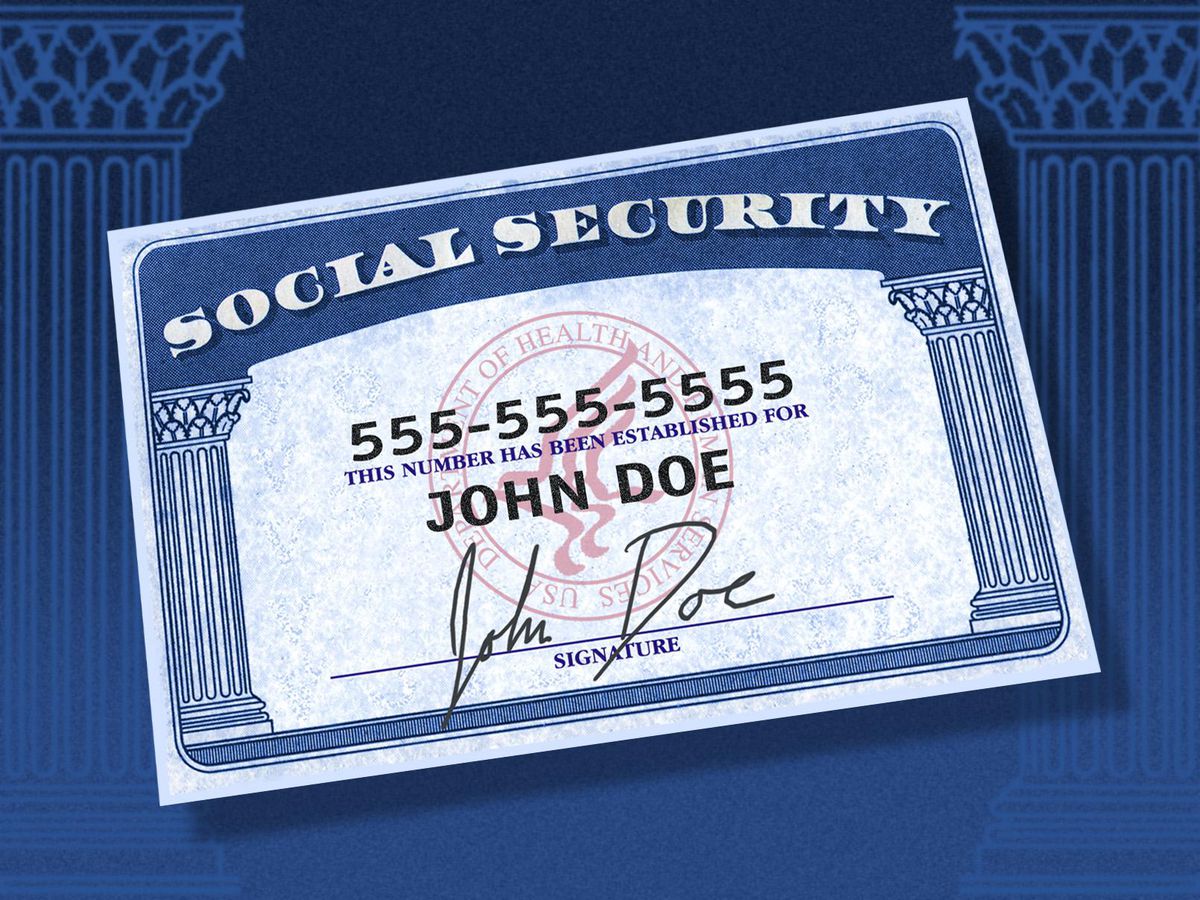 SOCIAL SECURITY
DEPARTMENT OF HEALTH AND HUMAN SERVICES USA
555-555-5555
THIS NUMBER HAS BEEN ESTABLISHED FOR
JOHN DOE
John Doe
SIGNATURE